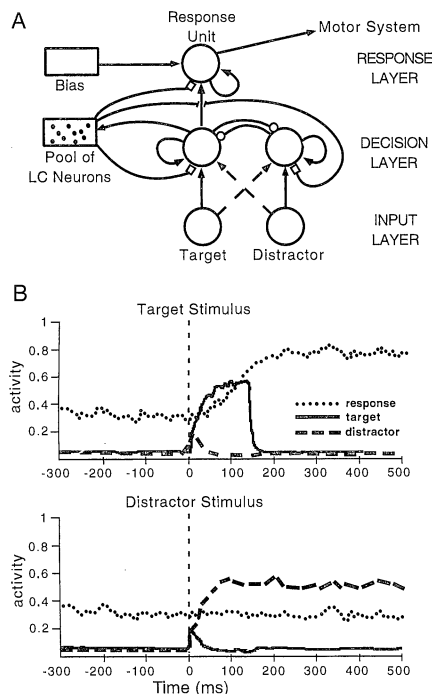 A
Response
Unit
Motor System
Bias
RESPONSE
LAYER
Pool of
LC Neurons
DECISION
LAYER
INPUT
LAYER
Target
Distractor
B
Target Stimulus
1
0.8
0.6
0.4
0.2
activity
response
target
distractor
-300 -200 -100 0 100 200 300 400 500
Distractor Stimulus
1
0.8
0.6
0.4
0.2
activity
-300 -200 -100 0 100 200 300 400 500
Time (ms)